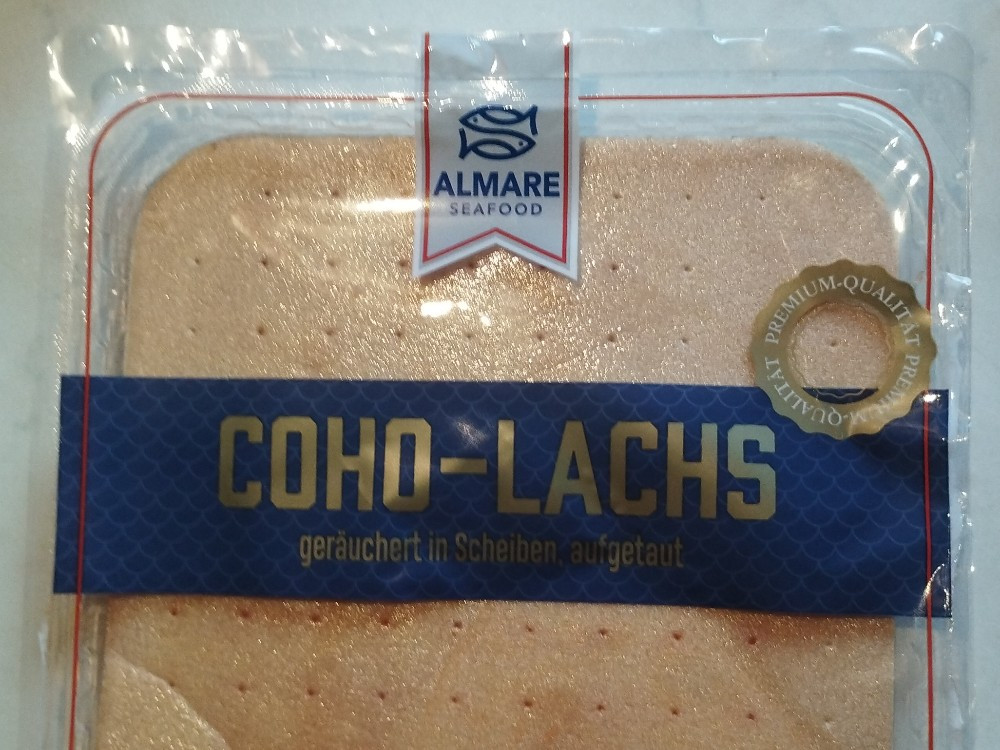 ALMARE
SEAFOOD
PREMIUM-QUALITÄT PREMIUM-QUALITÄT
COHO-LACHS
geräuchert in Scheiben, aufgetaut